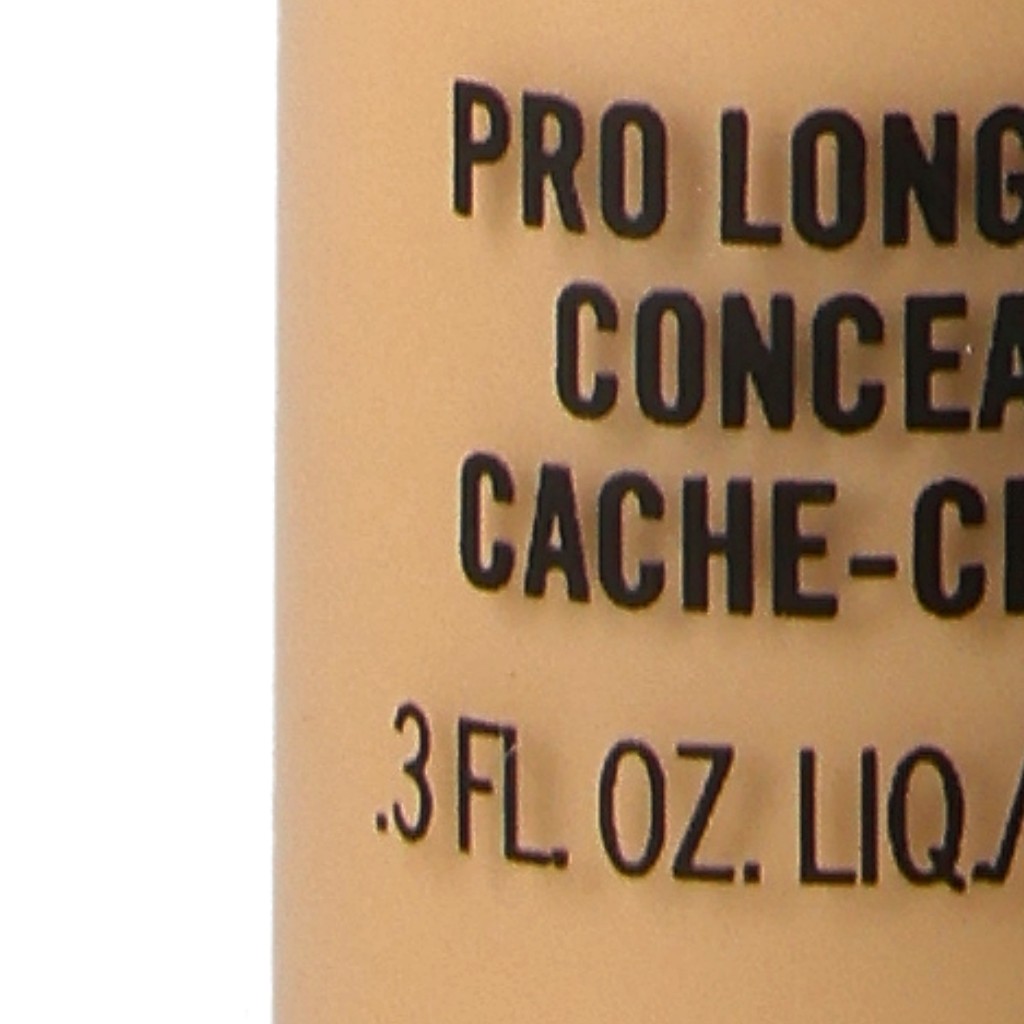 PRO LONG
CONCEA
CACHE-C
.3 FL. OZ. LIQ./